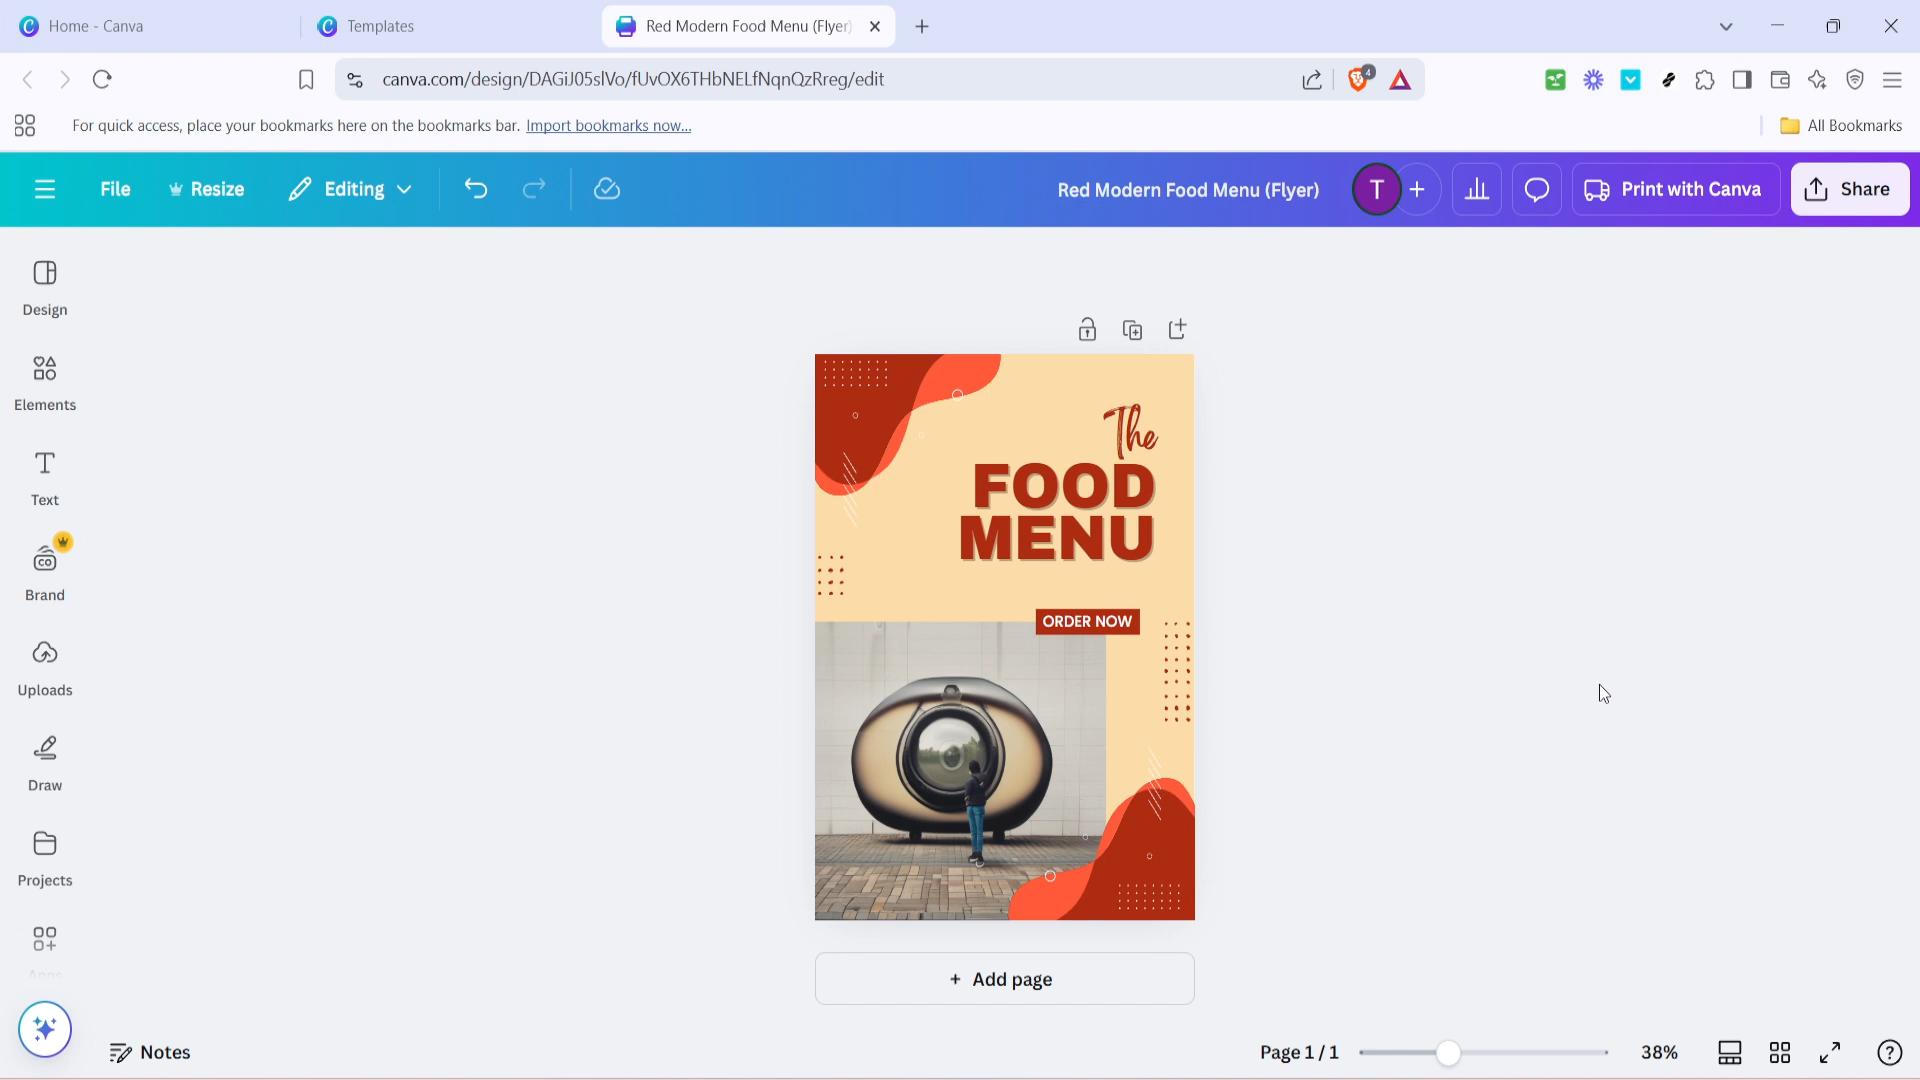 Home - Canva
Templates
Red Modern Food Menu (Flyer)
canva.com/design/DAGiJ05slVo/fUvOX6THbNELfNqnQzRreg/edit
4
For quick access, place your bookmarks here on the bookmarks bar. Import bookmarks now...
All Bookmarks
File
Resize
Editing
Red Modern Food Menu (Flyer)
T
Print with Canva
Share
Design
Elements
Text
Brand
Uploads
Draw
Projects
Apps
The
FOOD
MENU
ORDER NOW
+ Add page
Notes
Page 1 / 1
38%